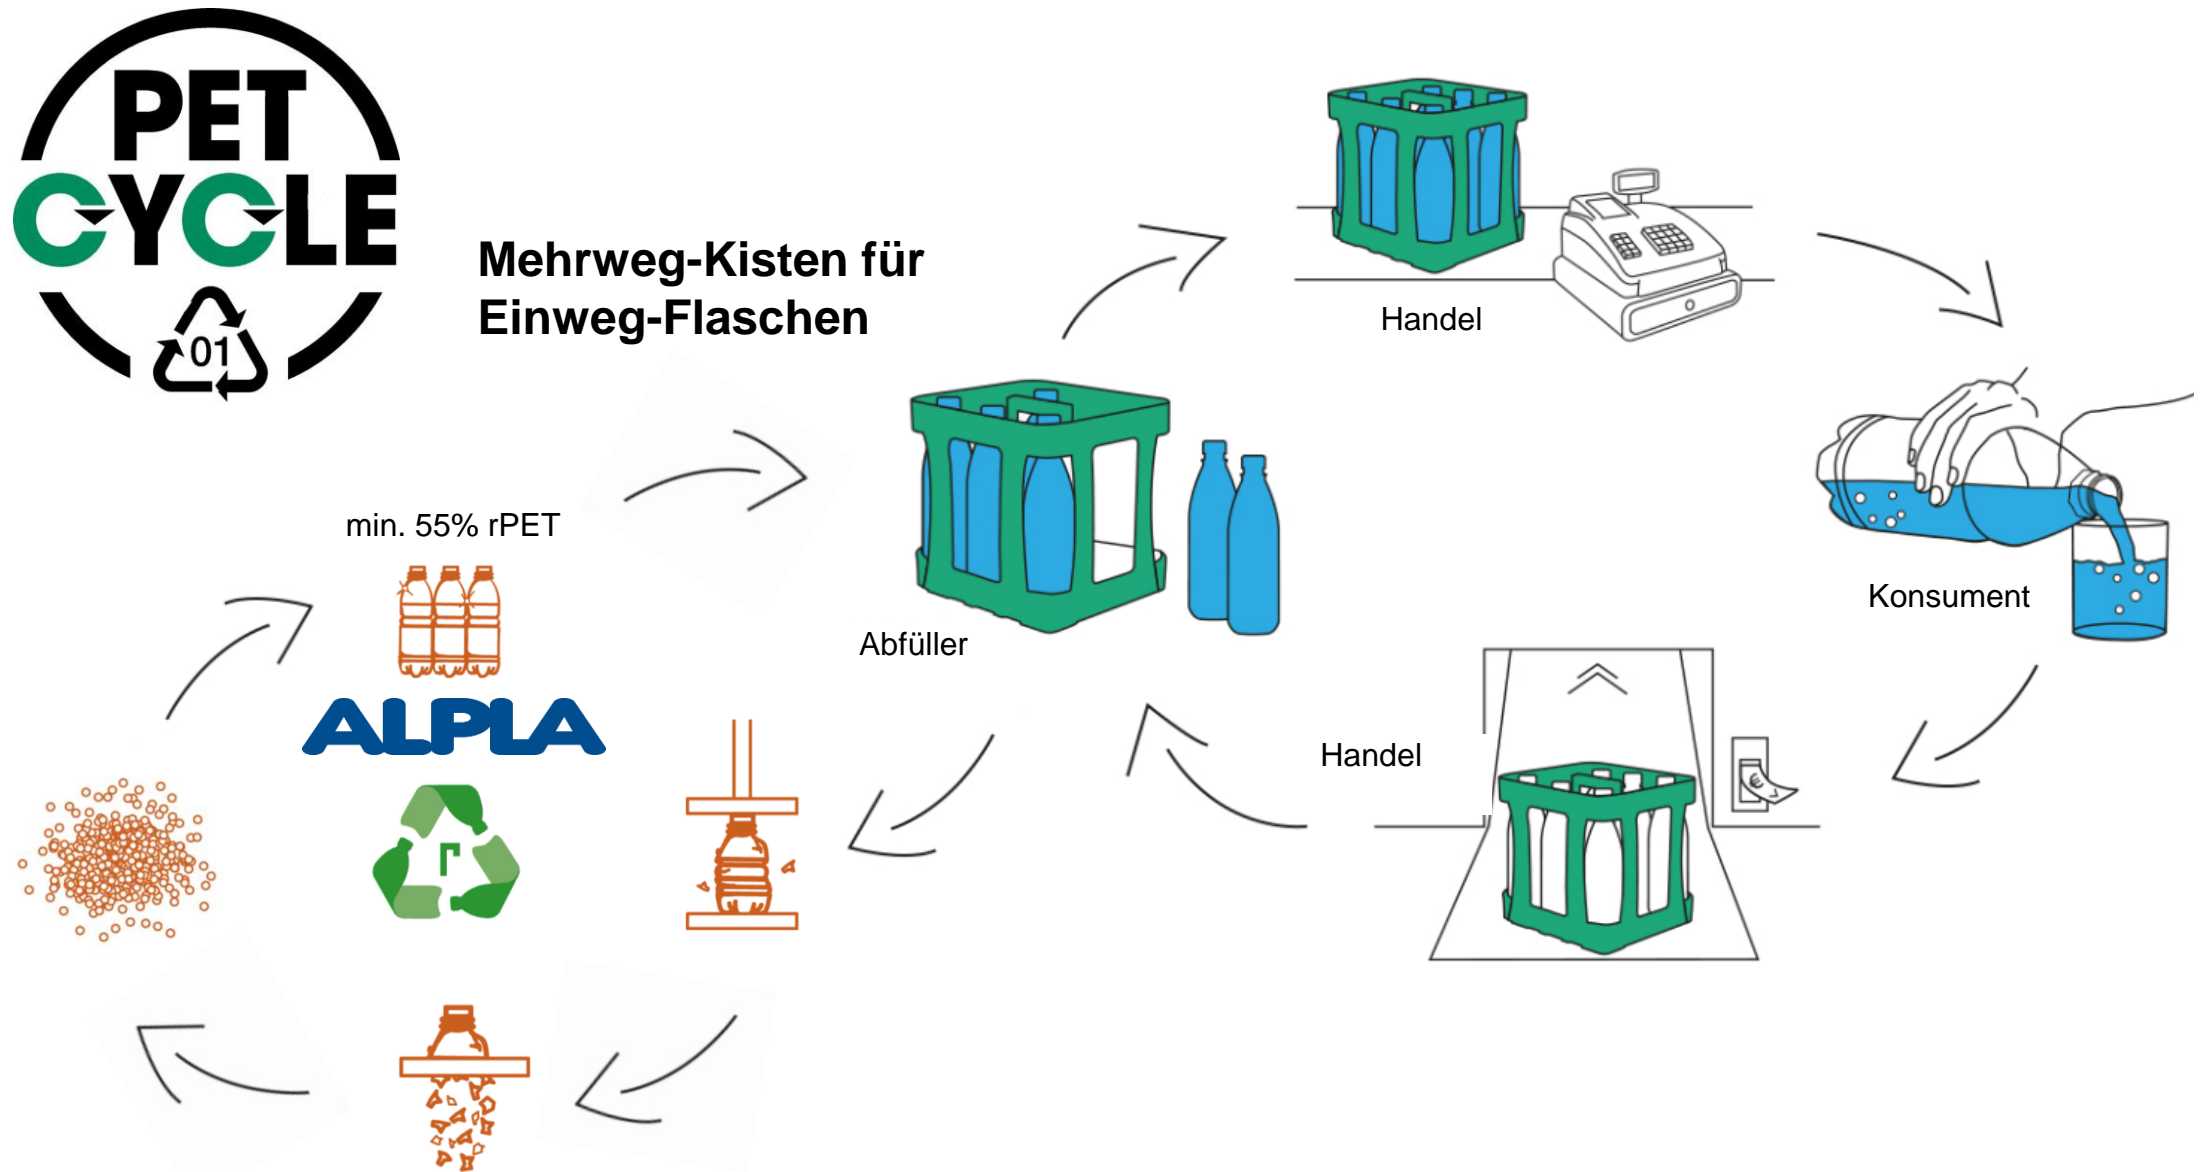 PET
CYCLE
01
Mehrweg-Kisten für
Einweg-Flaschen
Handel
min. 55% rPET
Konsument
Abfüller
ALPLA
Handel
€
r